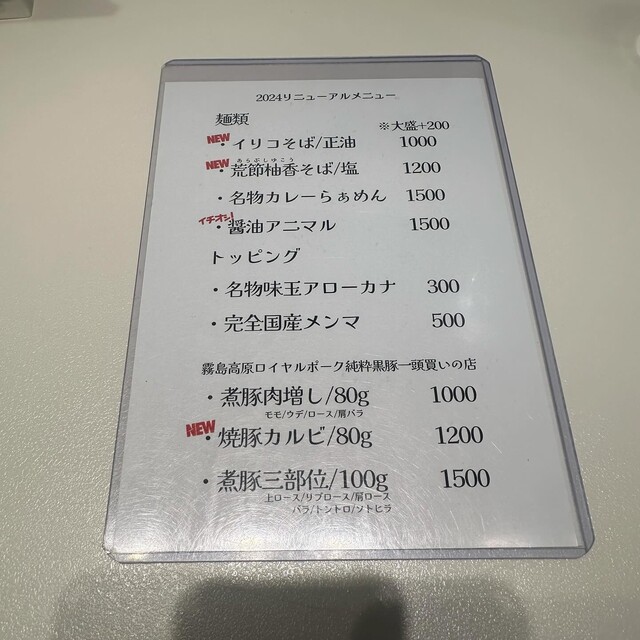 2024リニューアルメニュー
麺類
※大盛+200
NEW
・イリコそば/正油 1000
あらぶしゅこう
NEW
・荒節柚香そば/塩 1200
・名物カレーらぁめん 1500
イチオシ!
・醤油アニマル 1500
トッピング
・名物味玉アローカナ 300
・完全国産メンマ 500
霧島高原ロイヤルポーク純粋黒豚一頭買いの店
・煮豚肉増し/80g 1000
モモ/ウデ/ロース/肩バラ
NEW
・焼豚カルビ/80g 1200
・煮豚三部位/100g 1500
上ロース/リブロース/肩ロース
バラ/トントロ/ソトヒラ